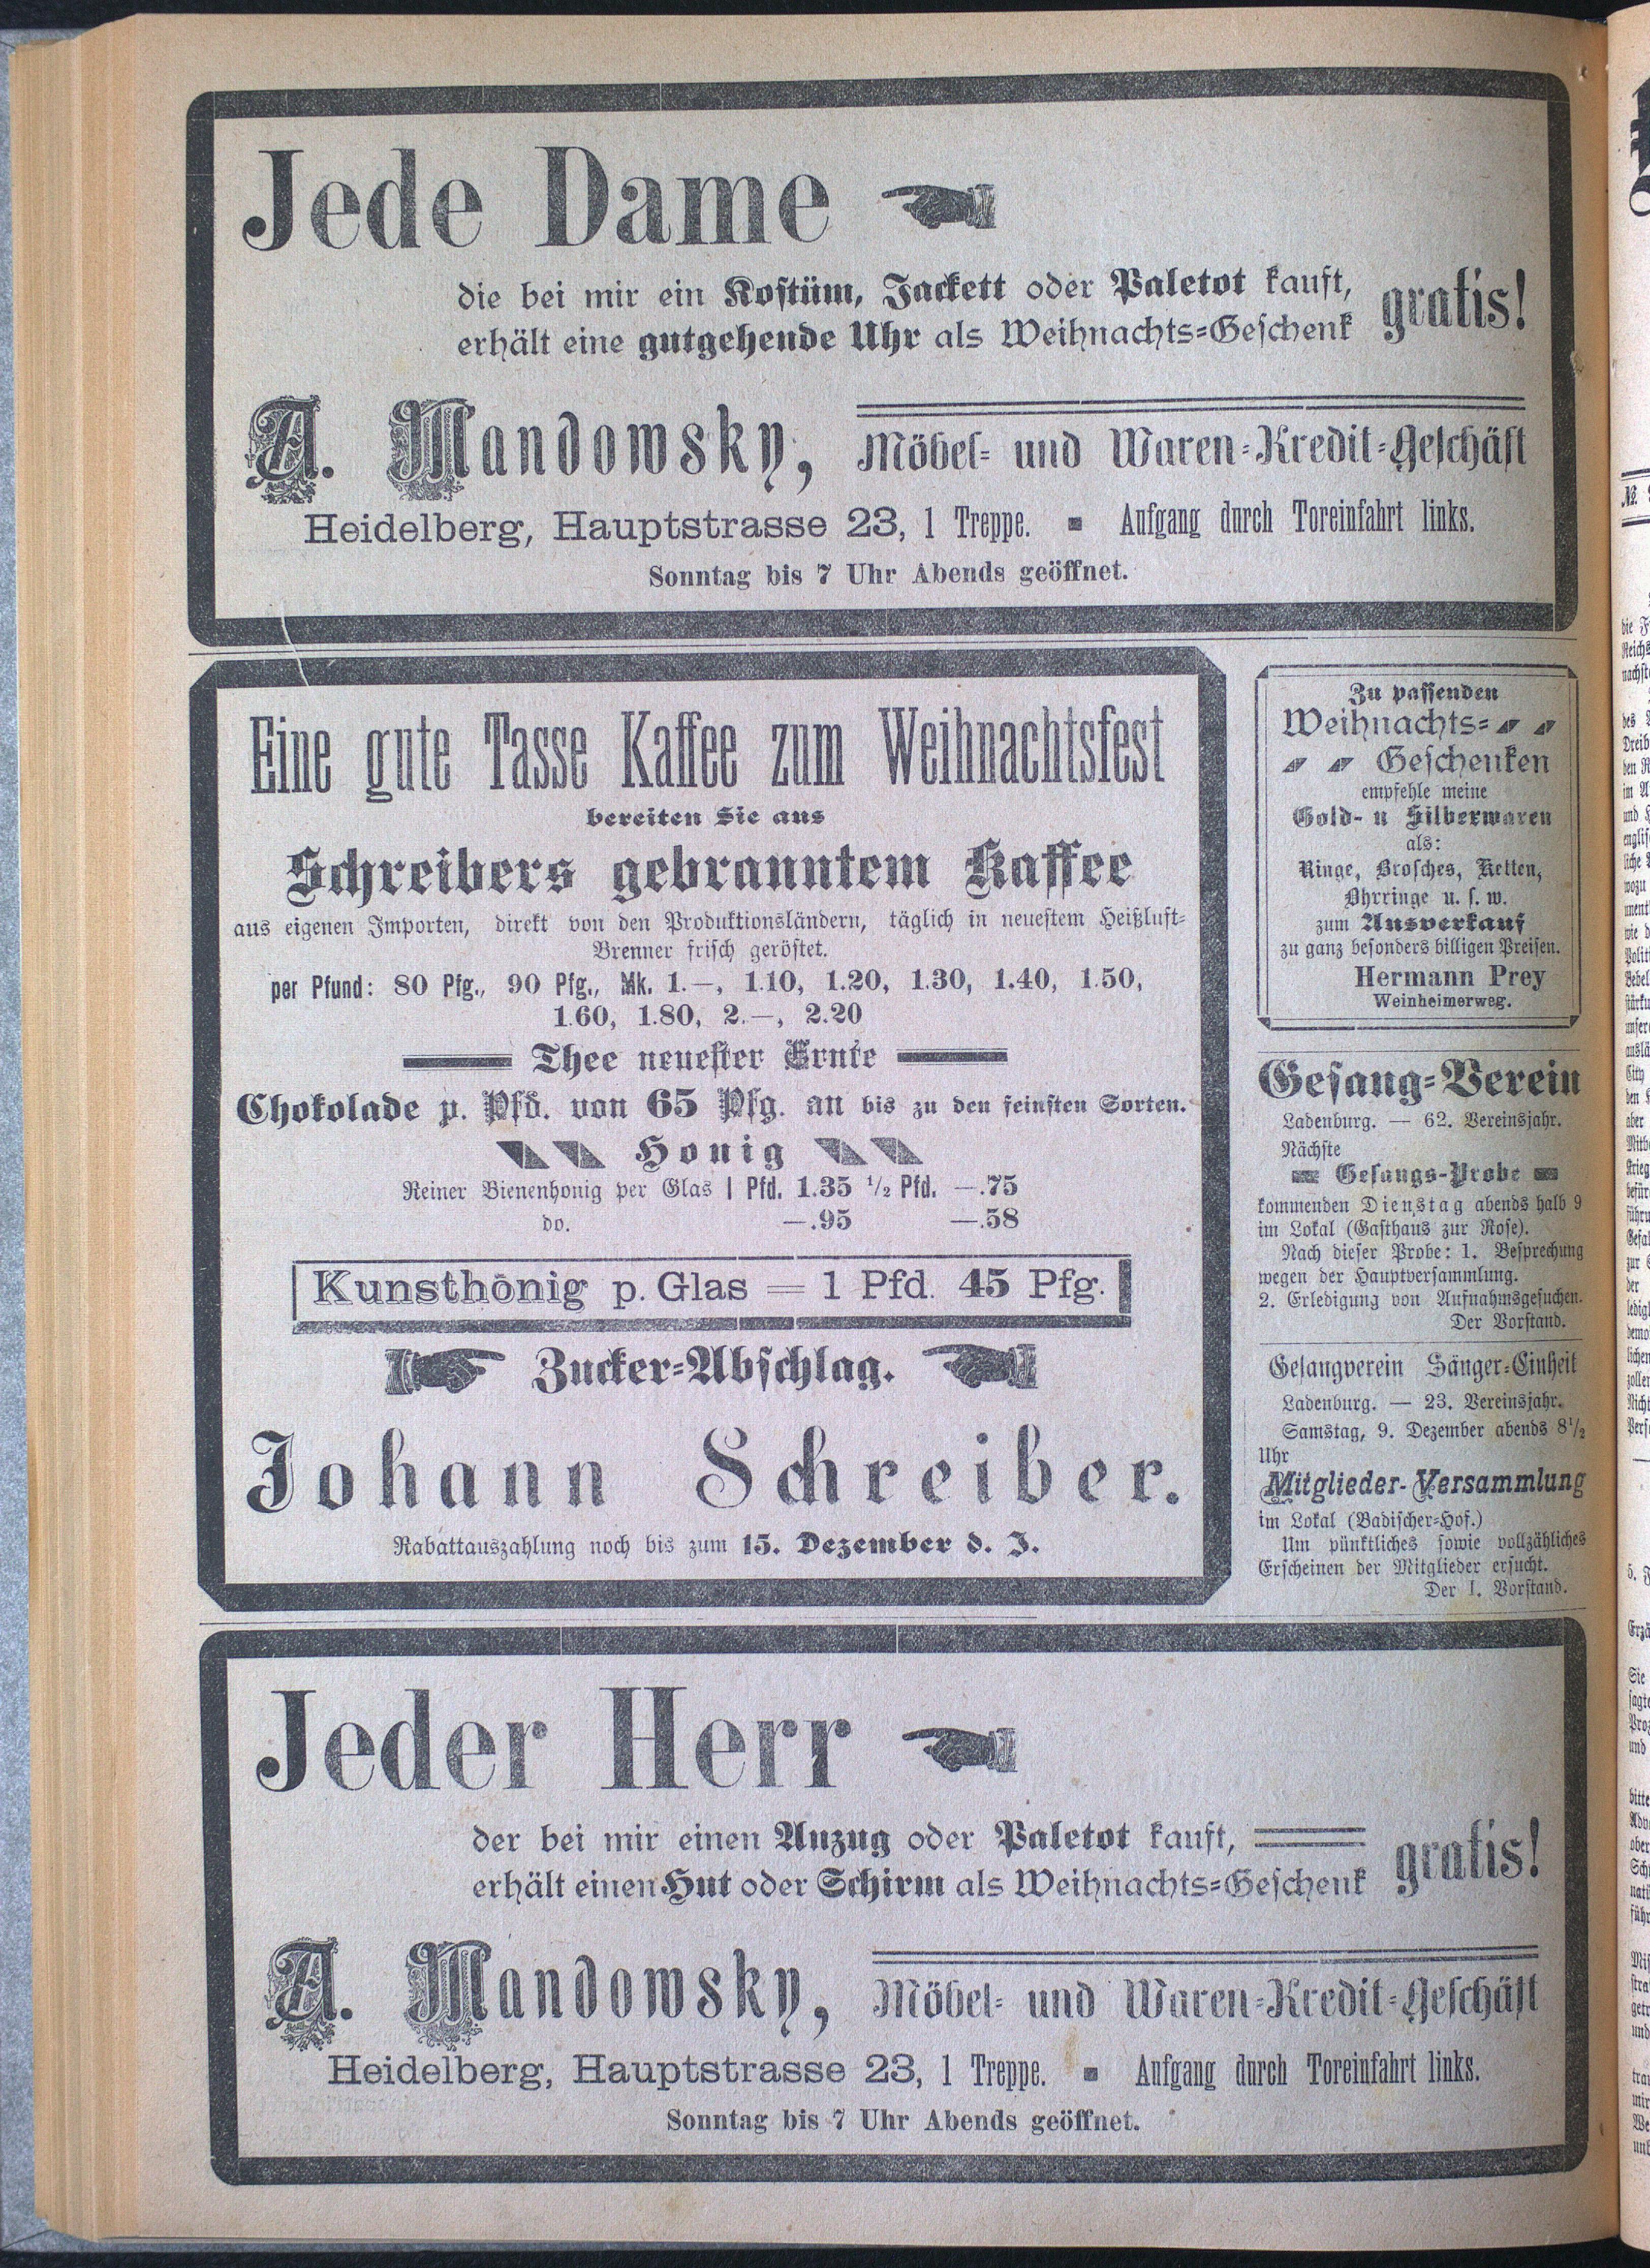 Jede Dame
die bei mir ein Kostüm, Jackett oder Paletot kauft,
erhält eine gutgehende Uhr als Weihnachts=Geschenk
gratis!
A. Mandowsky, Möbel= und Waren=Kredit=Geschäft
Heidelberg, Hauptstrasse 23, 1 Treppe. ▪ Aufgang durch Toreinfahrt links.
Sonntag bis 7 Uhr Abends geöffnet.
Eine gute Tasse Kaffee zum Weihnachtsfest
bereiten Sie aus
Schreibers gebranntem Kaffee
aus eigenen Importen, direkt von den Produktionsländern, täglich in neuestem Heißluft=
Brenner frisch geröstet.
per Pfund: 80 Pfg., 90 Pfg., Mk. 1.—, 1.10, 1.20, 1.30, 1.40, 1.50,
1.60, 1.80, 2.—, 2.20
Thee neuester Ernte
Chokolade p. Pfd. von 65 Pfg. an bis zu den feinsten Sorten.
Honig
Reiner Bienenhonig per Glas 1 Pfd. 1.35 1/2 Pfd. —.75
do. —.95 —.58
Kunsthönig p. Glas = 1 Pfd. 45 Pfg.
Zucker=Abschlag.
Johann Schreiber.
Rabattauszahlung noch bis zum 15. Dezember d. J.
Zu passenden
Weihnachts=
Geschenken
empfehle meine
Gold- u Silberwaren
als:
Ringe, Brosches, Ketten,
Ohrringe u. s. w.
zum Ausverkauf
zu ganz besonders billigen Preisen.
Hermann Prey
Weinheimerweg.
Gesang=Verein
Ladenburg. — 62. Vereinsjahr.
Nächste
Gesangs-Probe
kommenden Dienstag abends halb 9
im Lokal (Gasthaus zur Rose).
Nach dieser Probe: 1. Besprechung
wegen der Hauptversammlung.
2. Erledigung von Aufnahmsgesuchen.
Der Vorstand.
Gesangverein Sänger=Einheit
Ladenburg. — 23. Vereinsjahr.
Samstag, 9. Dezember abends 8 1/2
Uhr
Mitglieder-Versammlung
im Lokal (Badischer=Hof.)
Um pünktliches sowie vollzähliches
Erscheinen der Mitglieder ersucht.
Der I. Vorstand.
Jeder Herr
der bei mir einen Anzug oder Paletot kauft,
erhält einen Hut oder Schirm als Weihnachts=Geschenk
gratis!
A. Mandowsky, Möbel= und Waren=Kredit=Geschäft
Heidelberg, Hauptstrasse 23, 1 Treppe. ▪ Aufgang durch Toreinfahrt links.
Sonntag bis 7 Uhr Abends geöffnet.